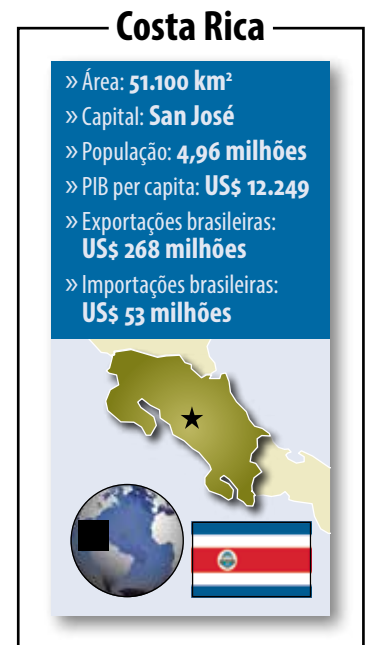 Costa Rica
» Área: 51.100 km²
» Capital: San José
» População: 4,96 milhões
» PIB per capita: US$ 12.249
» Exportações brasileiras:
US$ 268 milhões
» Importações brasileiras:
US$ 53 milhões